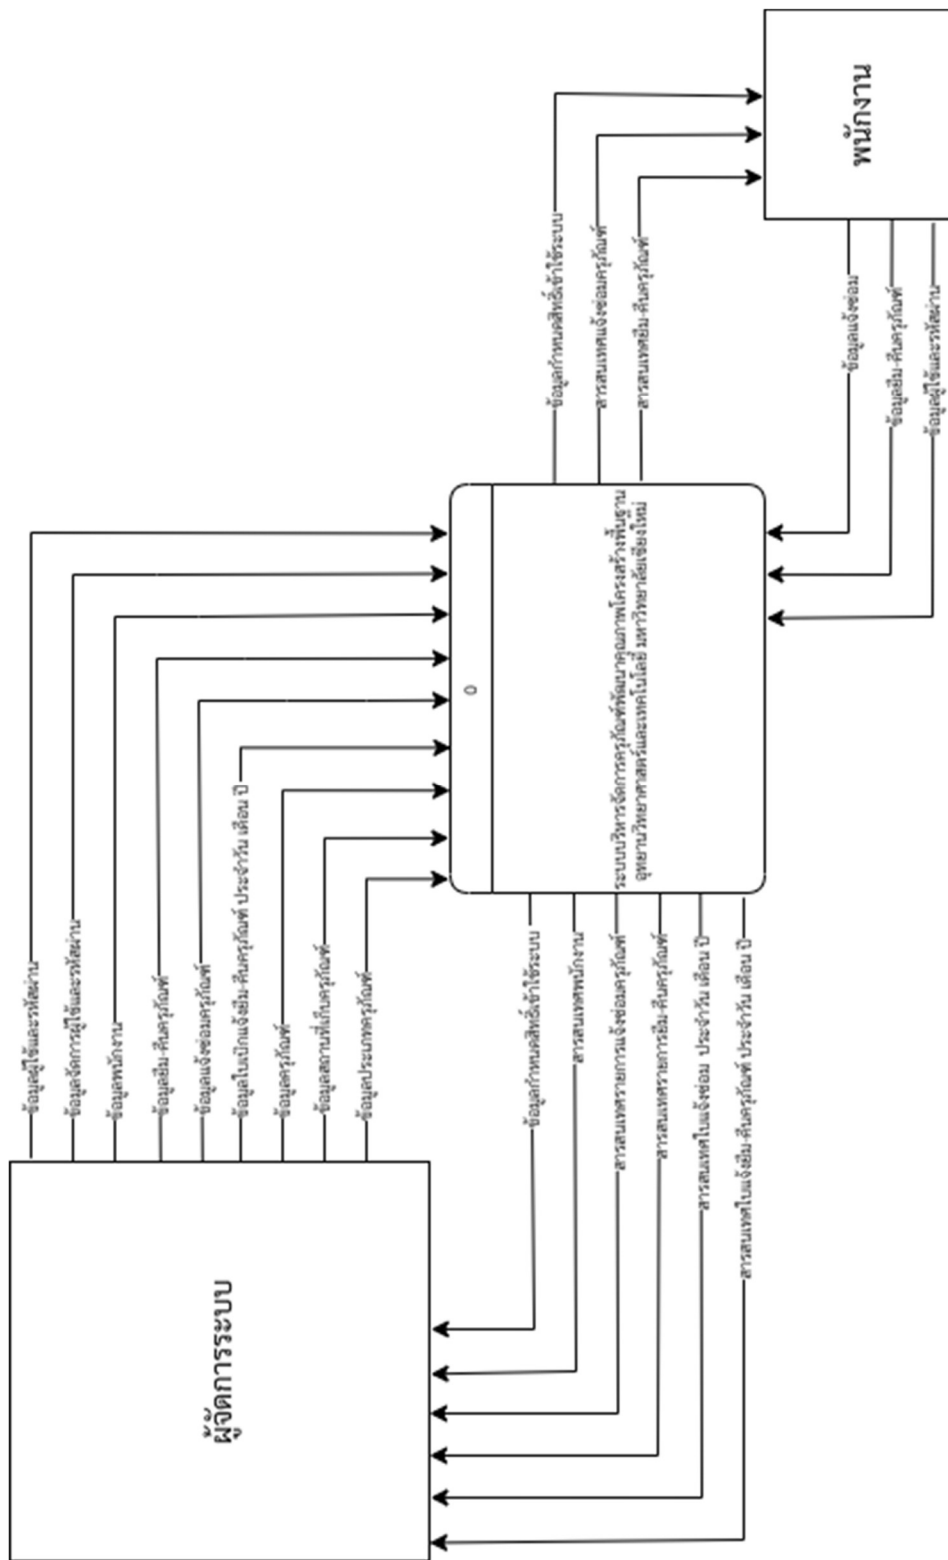 ผู้จัดการระบบ
ข้อมูลผู้ใช้และรหัสผ่าน
ข้อมูลจัดการผู้ใช้และรหัสผ่าน
ข้อมูลพนักงาน
ข้อมูลยืม-คืนครุภัณฑ์
ข้อมูลแจ้งซ่อมครุภัณฑ์
ข้อมูลใบเบิกแจ้งยืม-คืนครุภัณฑ์ ประจำวัน เดือน ปี
ข้อมูลครุภัณฑ์
ข้อมูลสถานที่เก็บครุภัณฑ์
ข้อมูลประเภทครุภัณฑ์
0
ระบบบริหารจัดการครุภัณฑ์พัฒนาคุณภาพโครงสร้างพื้นฐาน
อุทยานวิทยาศาสตร์และเทคโนโลยี มหาวิทยาลัยเชียงใหม่
ข้อมูลกำหนดสิทธิ์เข้าใช้ระบบ
สารสนเทศพนักงาน
สารสนเทศรายการแจ้งซ่อมครุภัณฑ์
สารสนเทศรายการยืม-คืนครุภัณฑ์
สารสนเทศใบแจ้งซ่อม ประจำวัน เดือน ปี
สารสนเทศใบแจ้งยืม-คืนครุภัณฑ์ ประจำวัน เดือน ปี
ข้อมูลกำหนดสิทธิ์เข้าใช้ระบบ
สารสนเทศแจ้งซ่อมครุภัณฑ์
สารสนเทศยืม-คืนครุภัณฑ์
พนักงาน
ข้อมูลแจ้งซ่อม
ข้อมูลยืม-คืนครุภัณฑ์
ข้อมูลผู้ใช้และรหัสผ่าน